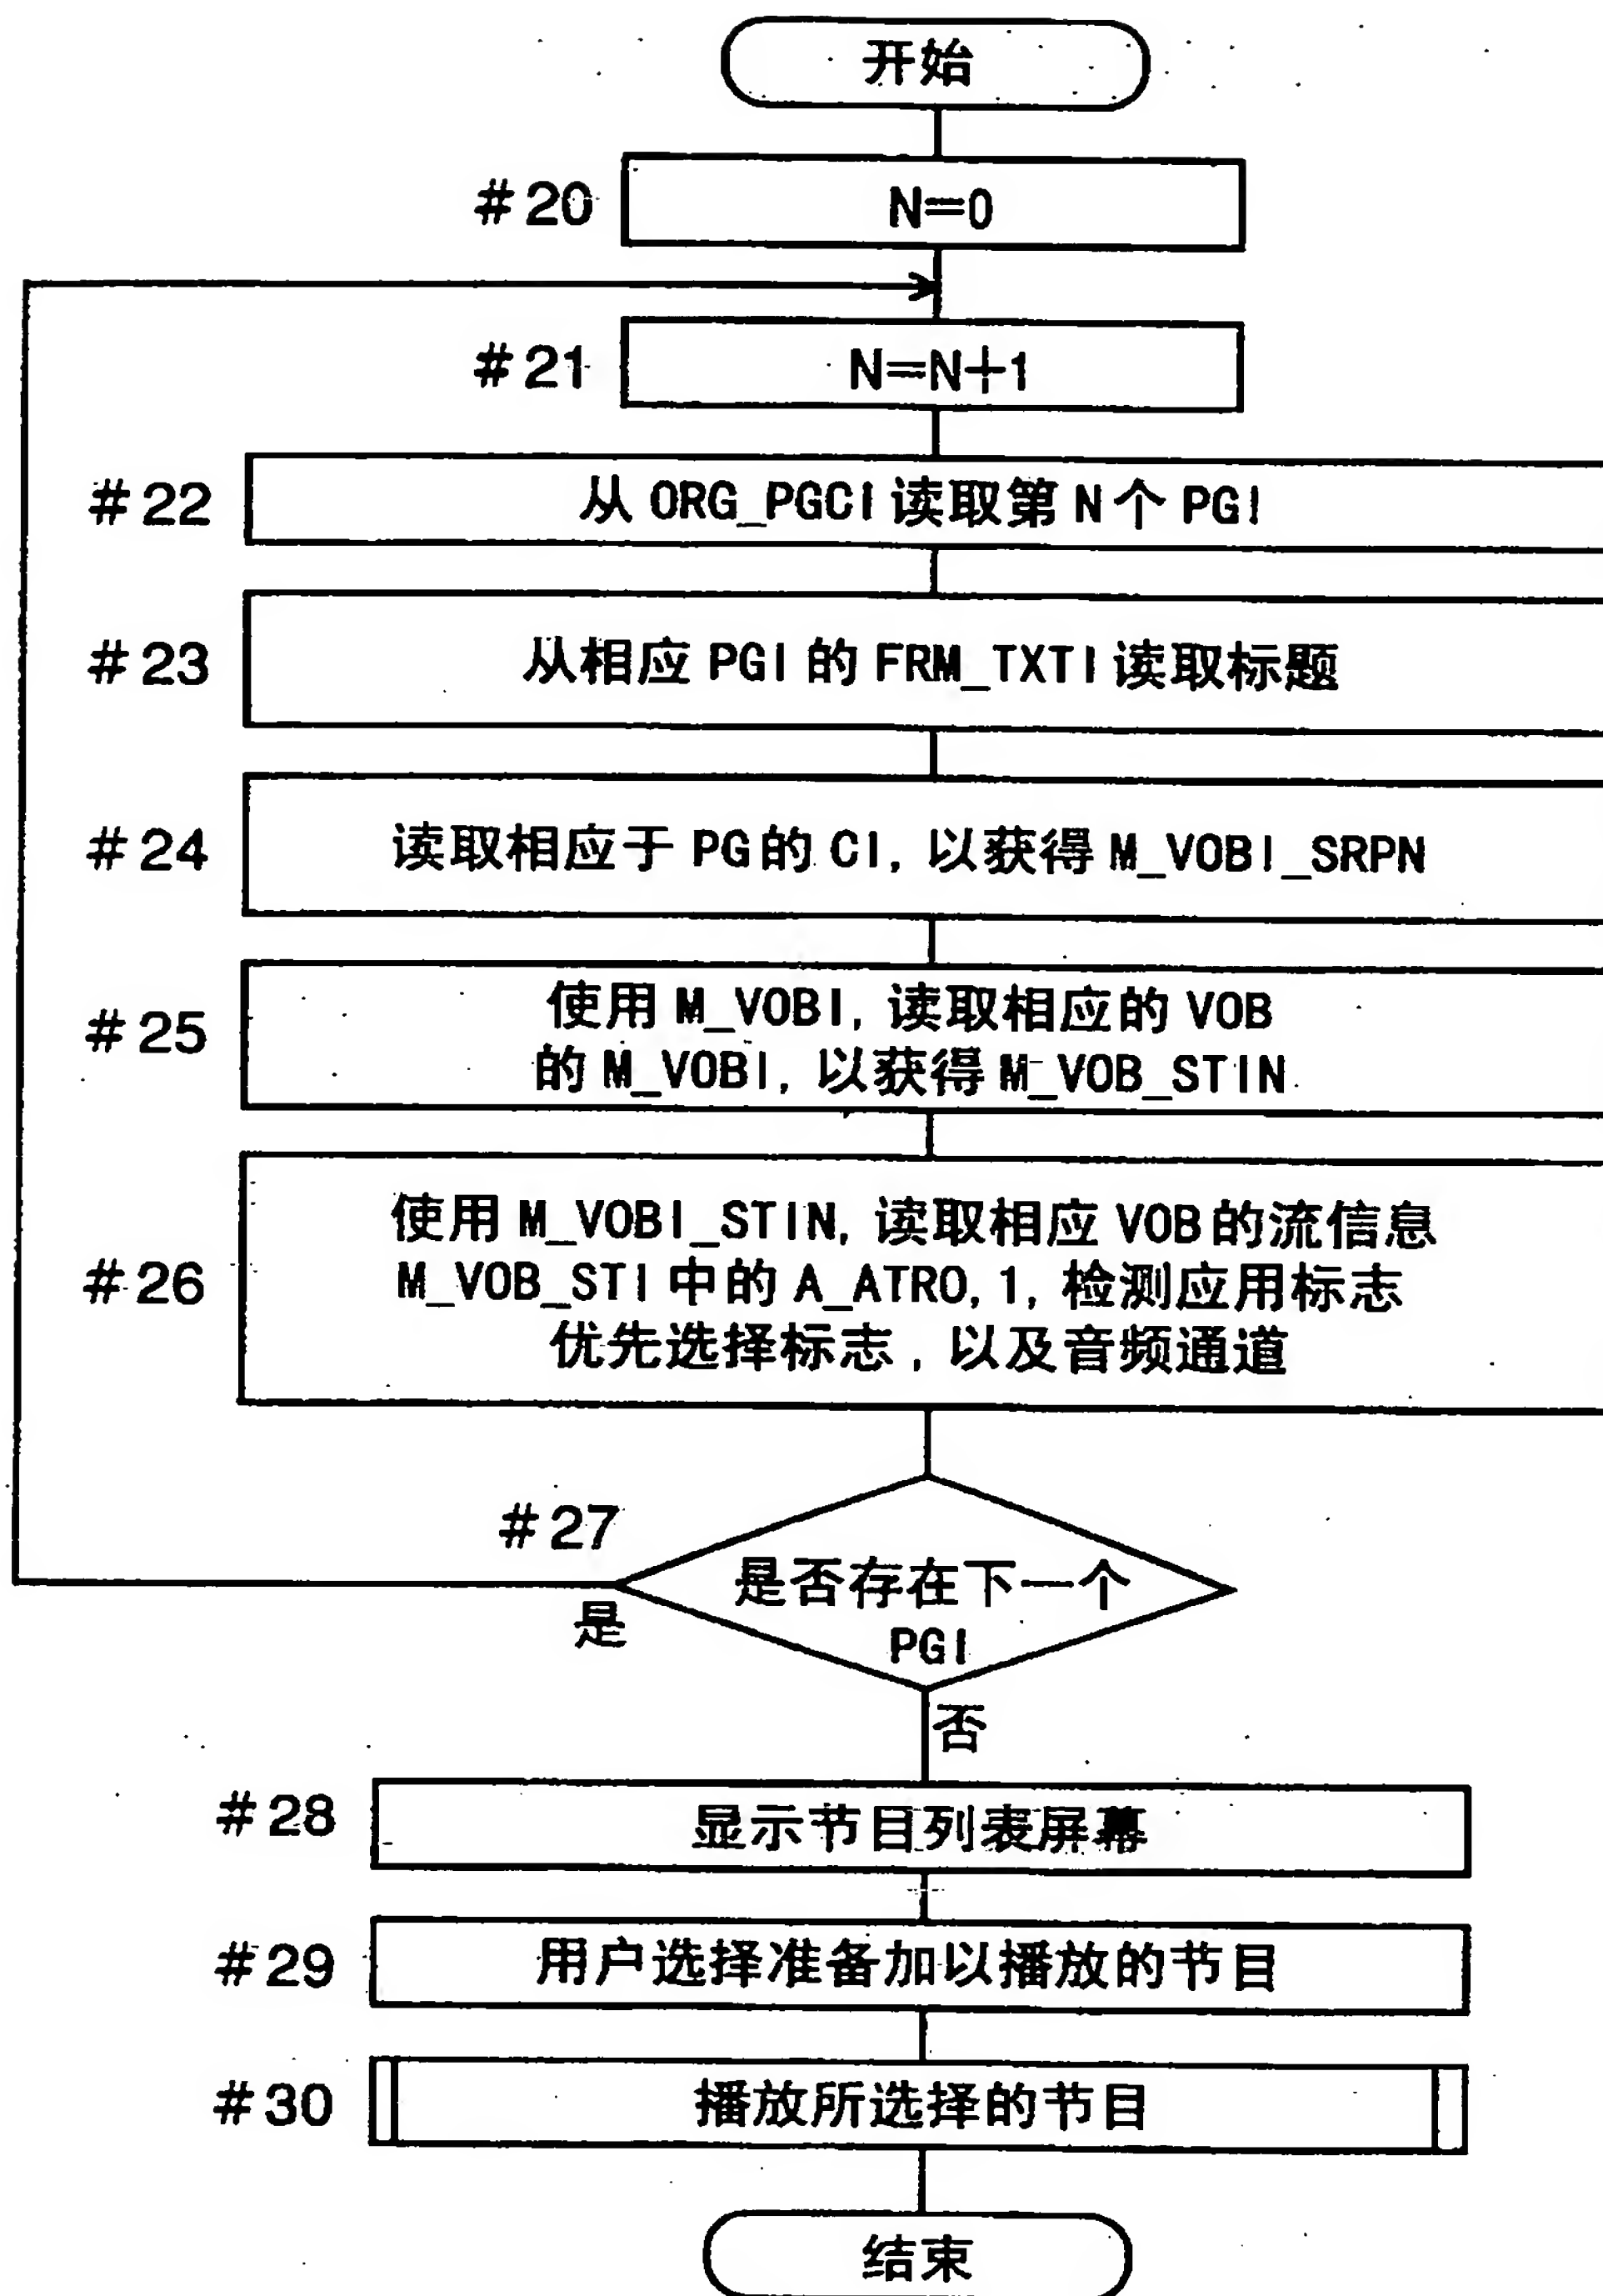 开始
#20
N=0
#21
N=N+1
#22
从 ORG_PGCI 读取第 N 个 PGI
#23
从相应 PGI 的 FRM_TXTI 读取标题
#24
读取相应于 PG 的 CI, 以获得 M_VOBI_SRPN
#25
使用 M_VOBI, 读取相应的 VOB
的 M_VOBI, 以获得 M_VOB_STIN
#26
使用 M_VOBI_STIN, 读取相应 VOB 的流信息
M_VOB_STI 中的 A_ATRO, 1, 检测应用标志
优先选择标志, 以及音频通道
#27
是否存在下一个
PGI
是
否
#28
显示节目列表屏幕
#29
用户选择准备加以播放的节目
#30
播放所选择的节目
结束